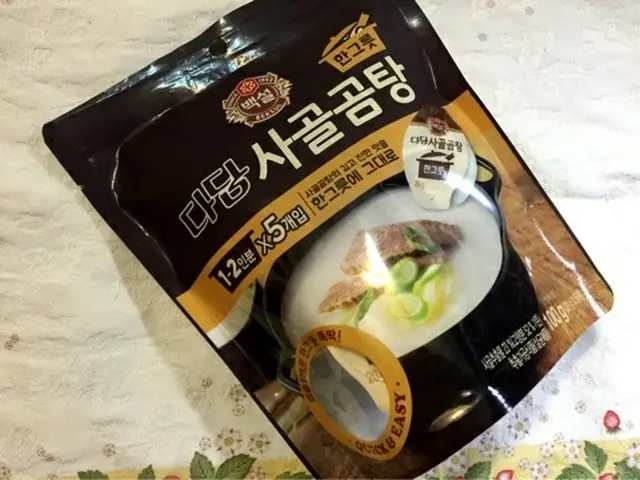 한그릇
백설
BEKSUL
다담 사골곰탕
사골곰탕의 깊고 진한 맛을
한그릇에 그대로
1-2인분 X5개입
다담사골곰탕
한그릇
QUICK & EASY